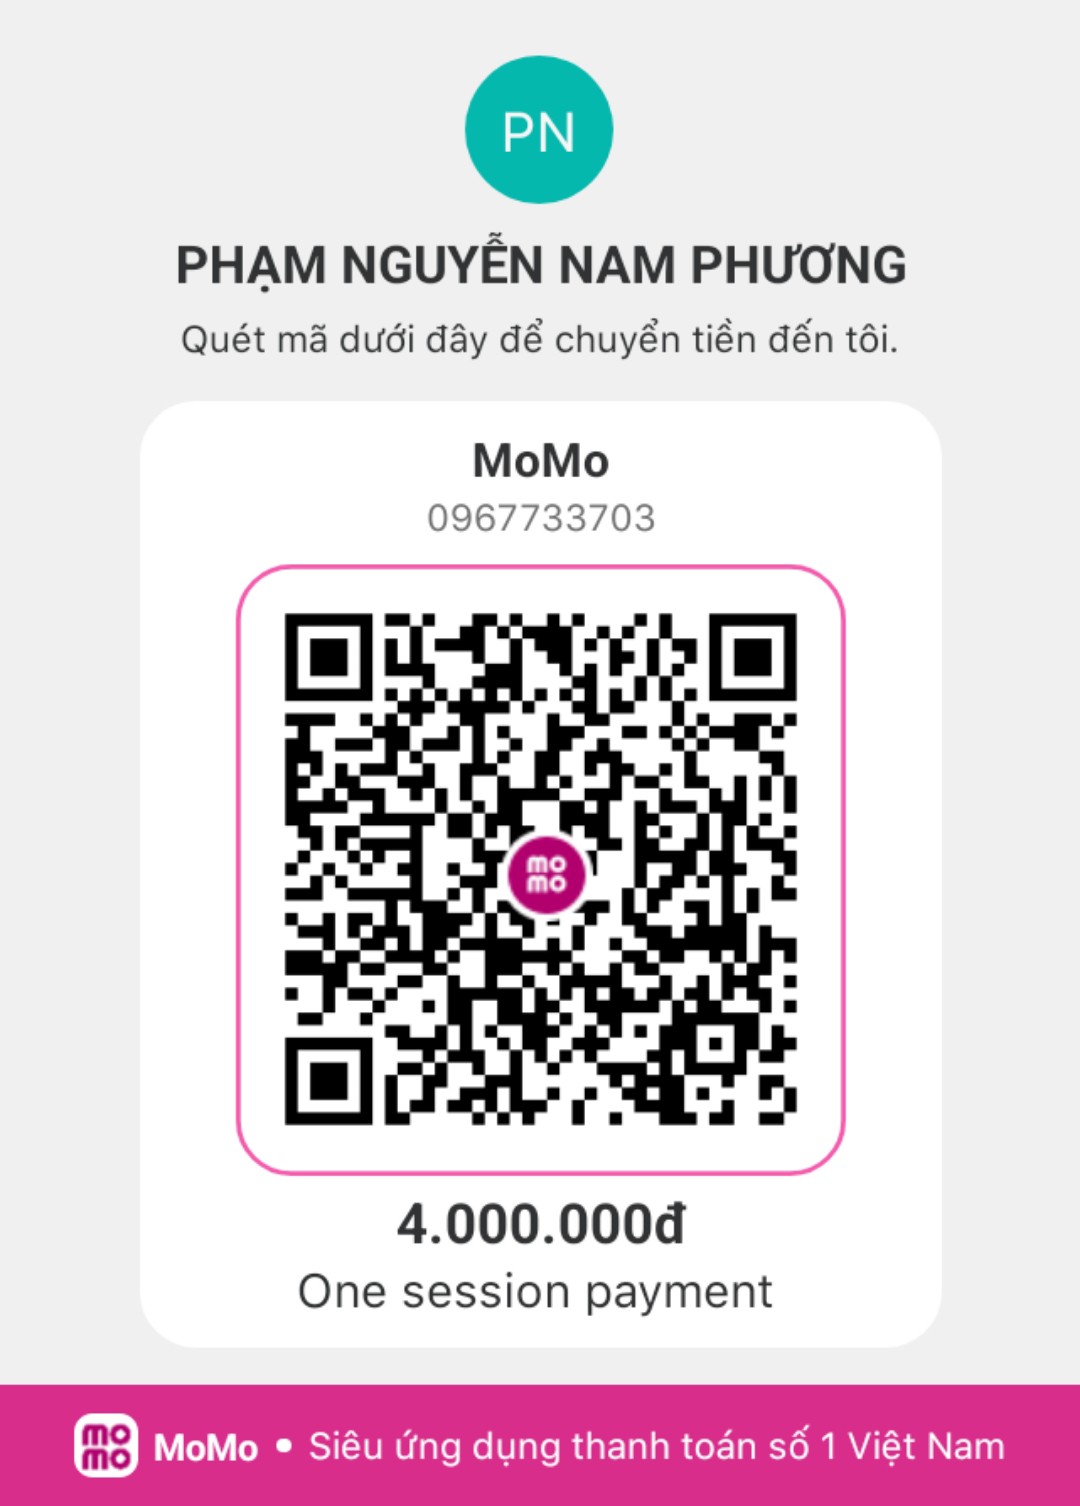 PN
PHẠM NGUYỄN NAM PHƯƠNG
Quét mã dưới đây để chuyển tiền đến tôi.
MoMo
0967733703
mo
mo
4.000.000đ
One session payment
mo
mo
MoMo • Siêu ứng dụng thanh toán số 1 Việt Nam